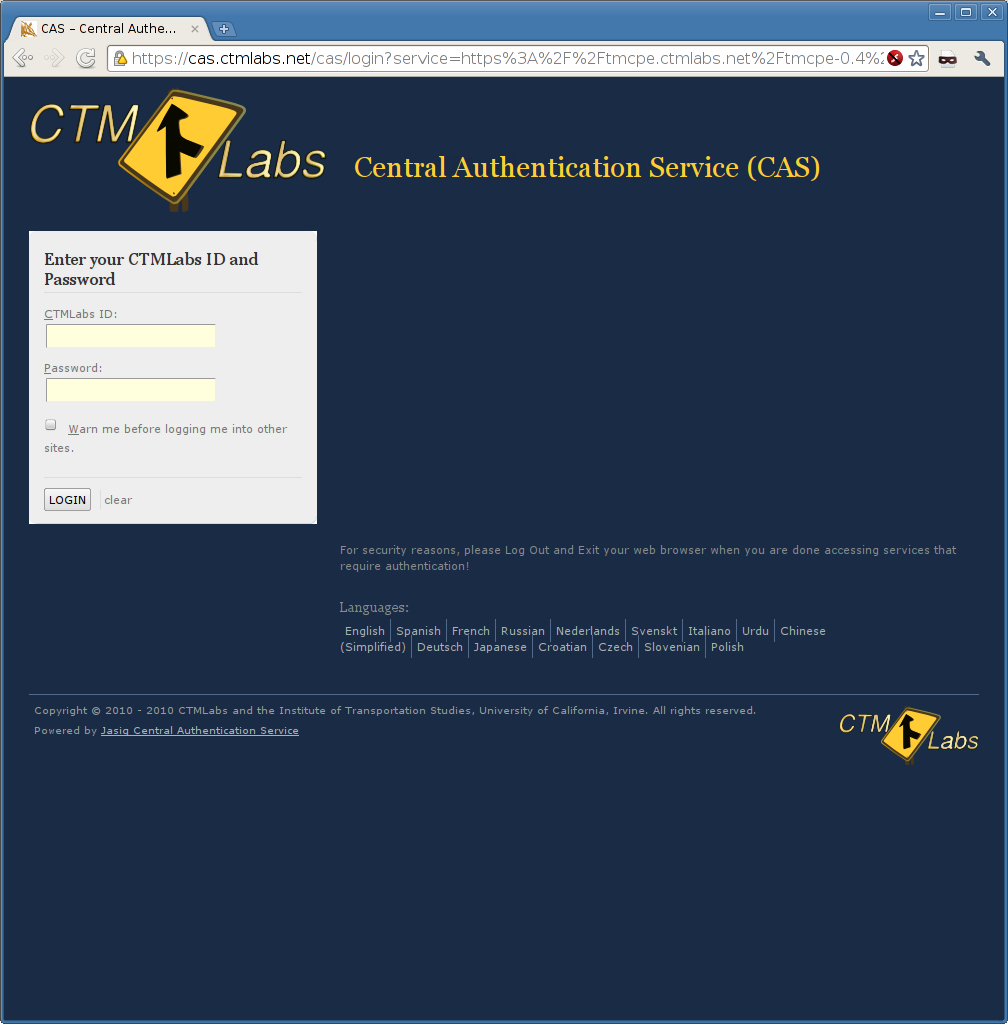 CAS – Central Authe...
https://cas.ctmlabs.net/cas/login?service=https%3A%2F%2Ftmcpe.ctmlabs.net%2Ftmcpe-0.4%2
CTM Labs
Central Authentication Service (CAS)
Enter your CTMLabs ID and
Password
CTMLabs ID:
Password:
Warn me before logging me into other
sites.
LOGIN clear
For security reasons, please Log Out and Exit your web browser when you are done accessing services that
require authentication!
Languages:
English Spanish French Russian Nederlands Svenskt Italiano Urdu Chinese
(Simplified) Deutsch Japanese Croatian Czech Slovenian Polish
Copyright © 2010 - 2010 CTMLabs and the Institute of Transportation Studies, University of California, Irvine. All rights reserved.
Powered by Jasig Central Authentication Service
CTM Labs